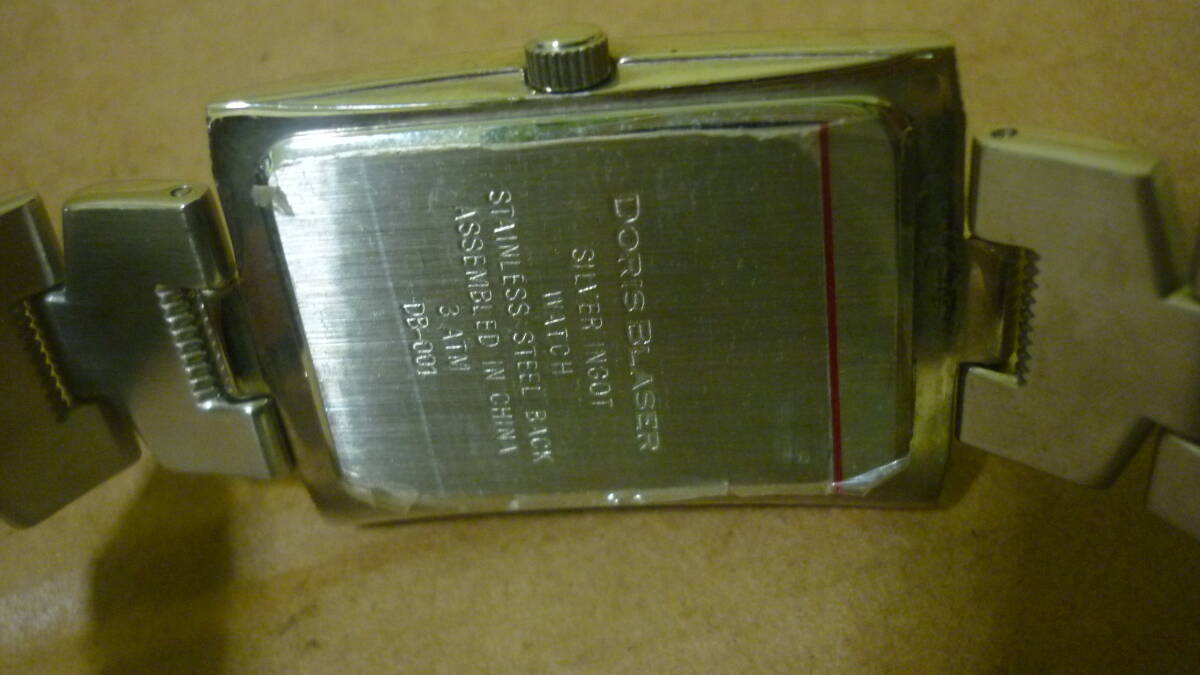 DORIS BLASER
SILVER INGOT
WATCH
STAINLESS STEEL BACK
ASSEMBLED IN CHINA
3 ATM
DB-001